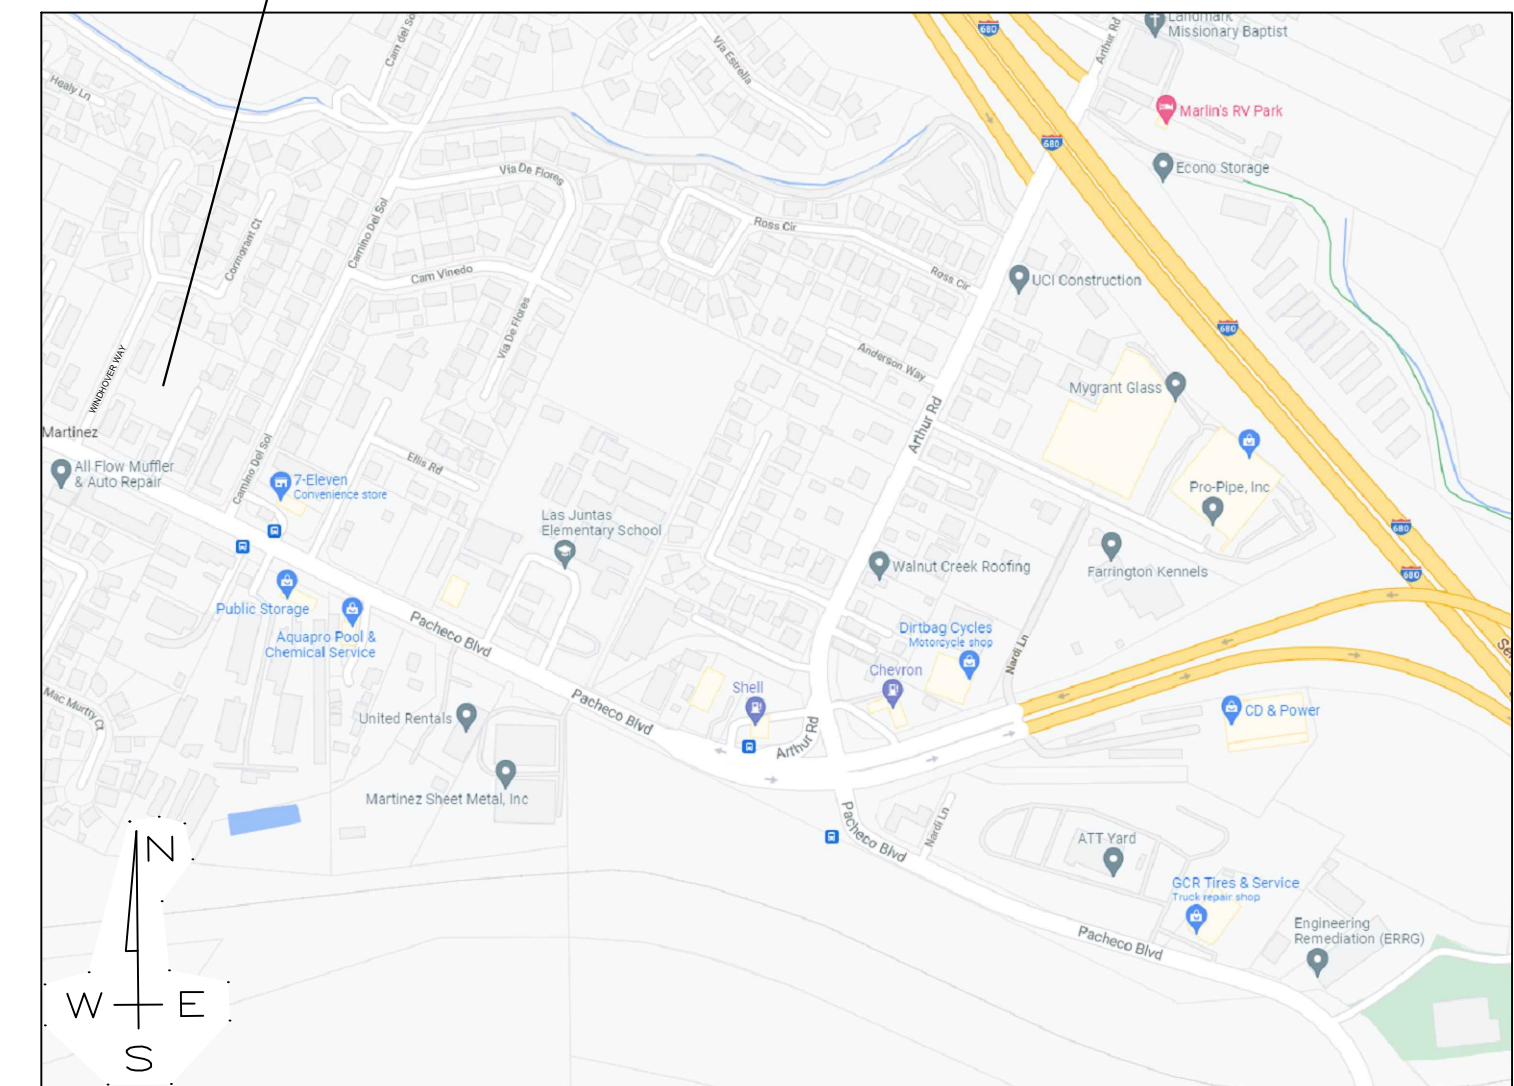 Landmark
Missionary Baptist
680
Arthur Rd
Cam del So
Via Estrella
Healy Ln
Marlin's RV Park
680
Econo Storage
Via De Flores
Camino Del Sol
Cormorant Ct
Ross Cir
Cam Vinedo
Ross Cir
UCI Construction
680
Via De Flores
Anderson Way
WINDHOVER WAY
Mygrant Glass
Arthur Rd
Martinez
All Flow Muffler
& Auto Repair
Camino Del Sol
7-Eleven
Convenience store
Ellis Rd
Las Juntas
Elementary School
Pro-Pipe, Inc
680
Walnut Creek Roofing
Farrington Kennels
680
Public Storage
Aquapro Pool &
Chemical Service
Pacheco Blvd
Dirtbag Cycles
Motorcycle shop
Nardi Ln
Chevron
Shell
Mac Murtry Ct
United Rentals
Pacheco Blvd
Arthur Rd
CD & Power
Martinez Sheet Metal, Inc
Pacheco Blvd
Nardi Ln
ATT Yard
GCR Tires & Service
Truck repair shop
Engineering
Remediation (ERRG)
Pacheco Blvd
N
W E
S